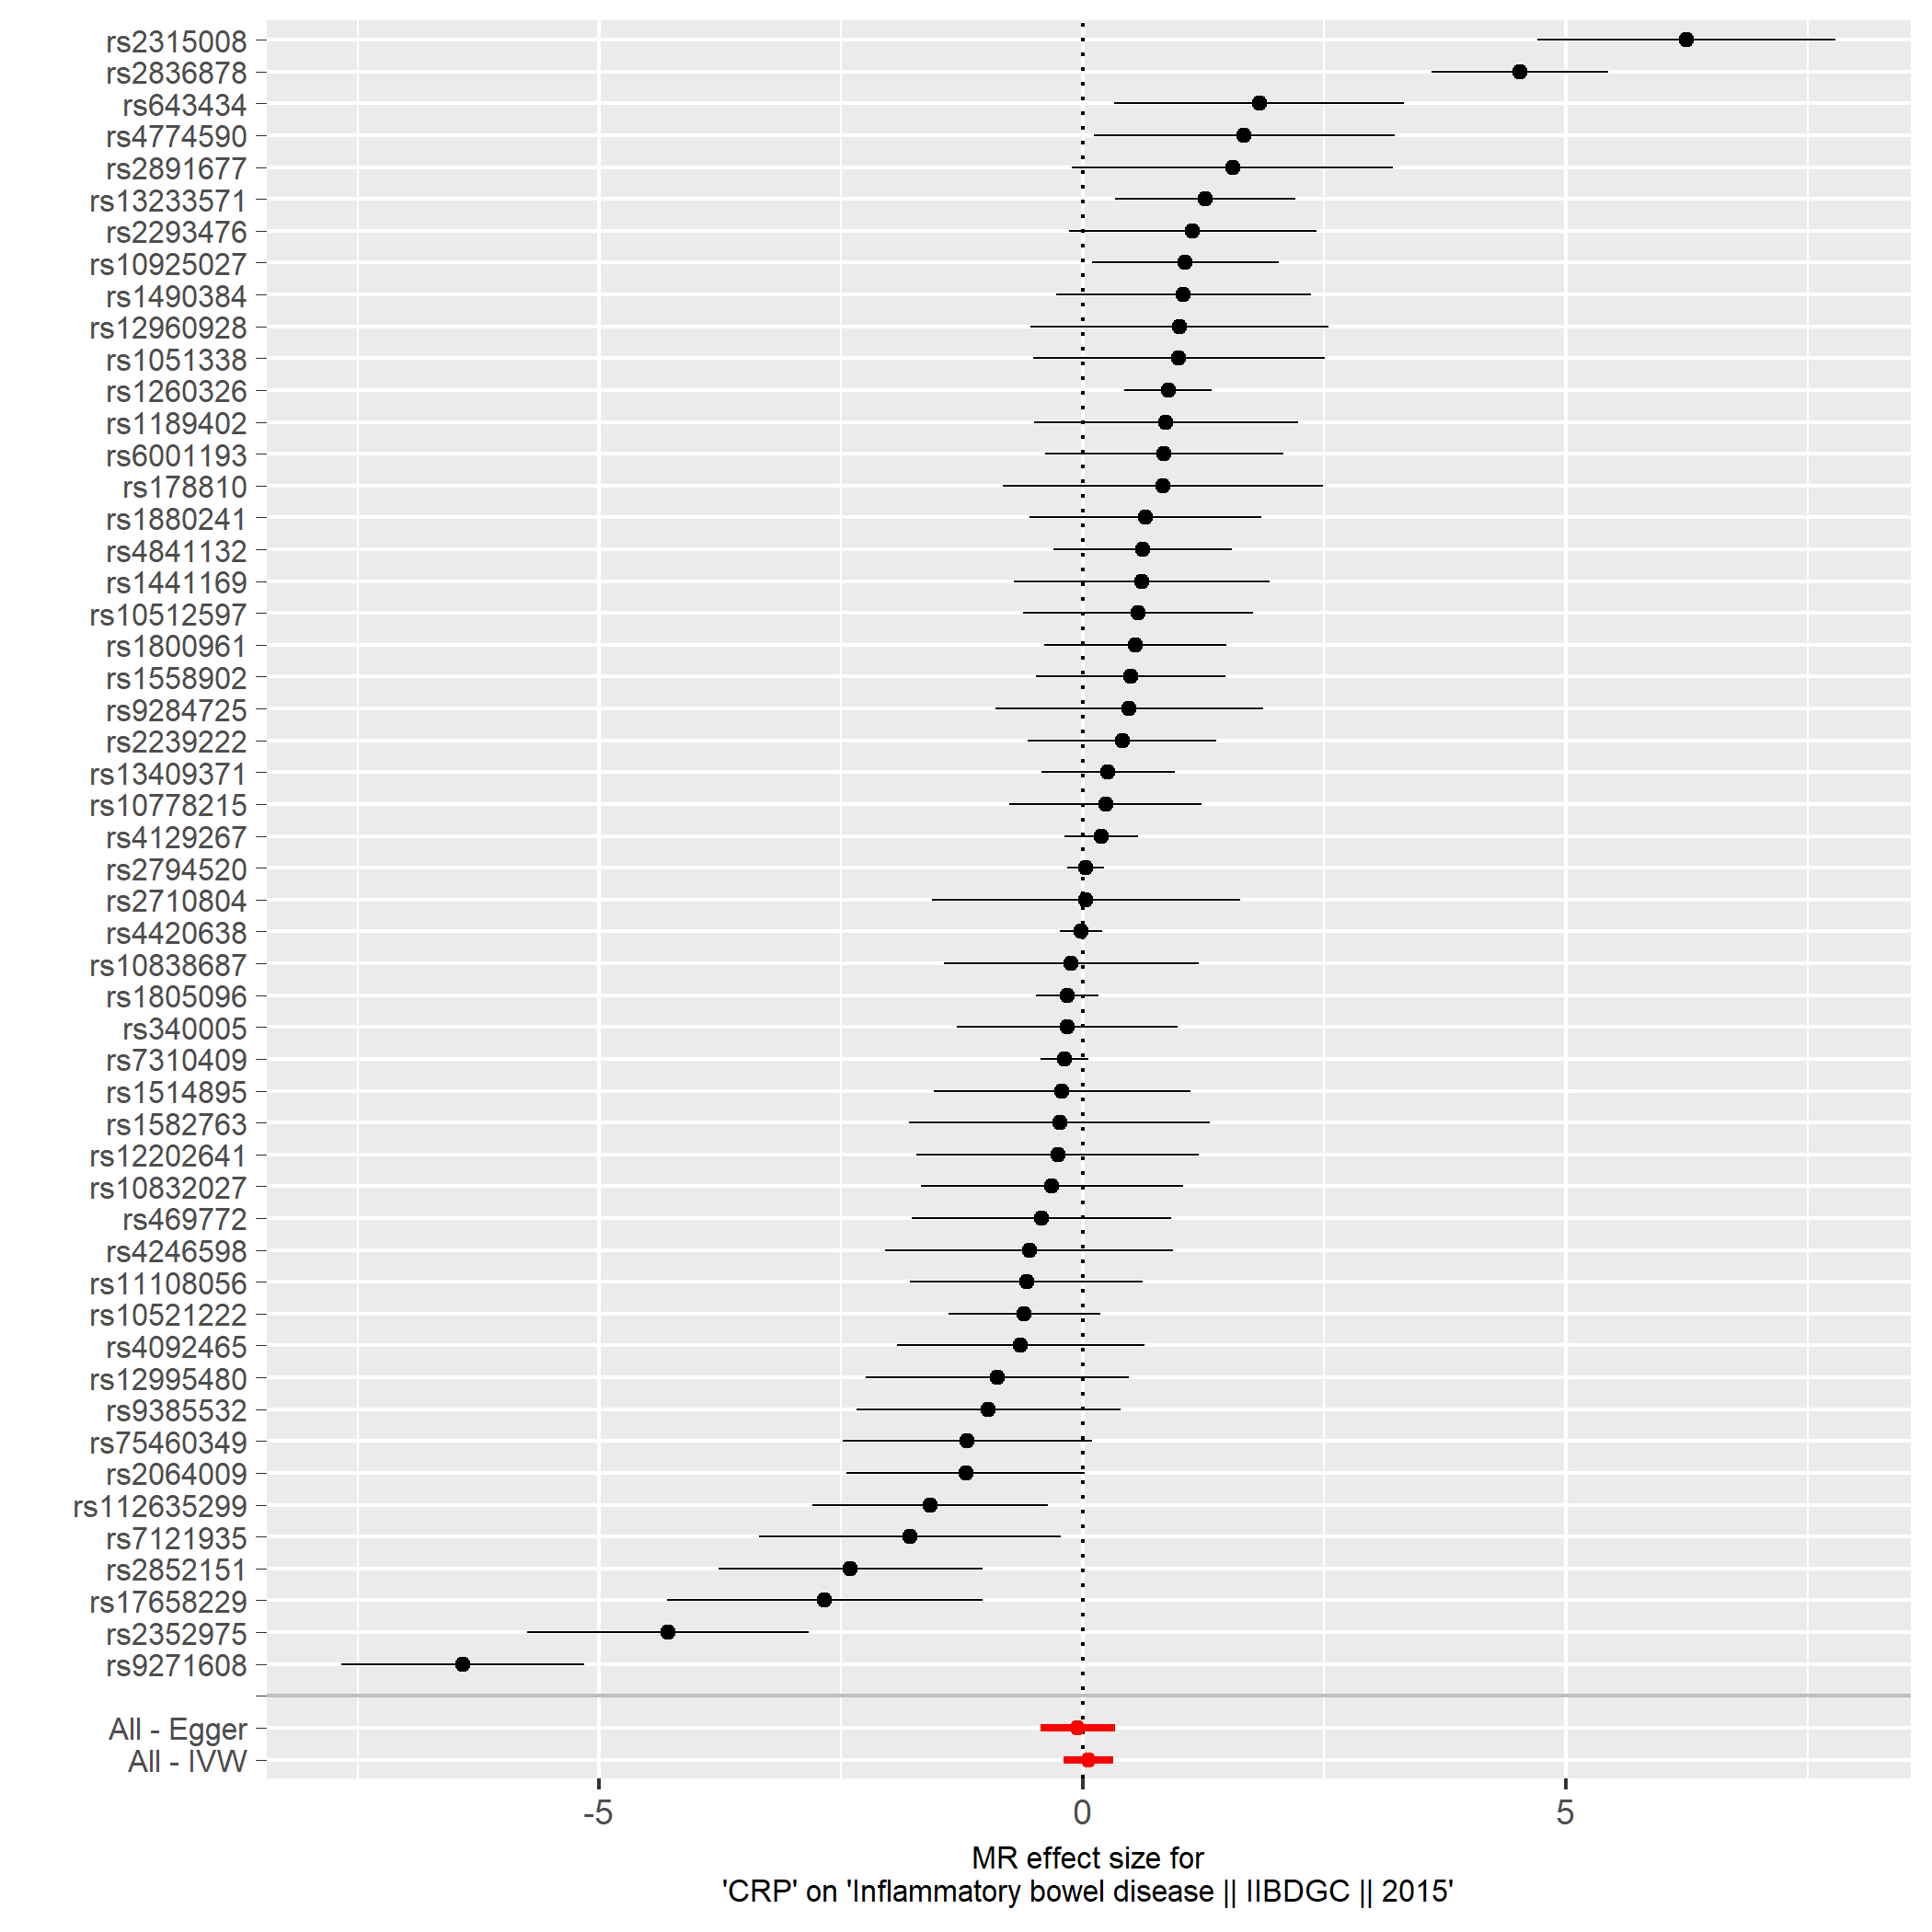 rs2315008
rs2836878
rs643434
rs4774590
rs2891677
rs13233571
rs2293476
rs10925027
rs1490384
rs12960928
rs1051338
rs1260326
rs1189402
rs6001193
rs178810
rs1880241
rs4841132
rs1441169
rs10512597
rs1800961
rs1558902
rs9284725
rs2239222
rs13409371
rs10778215
rs4129267
rs2794520
rs2710804
rs4420638
rs10838687
rs1805096
rs340005
rs7310409
rs1514895
rs1582763
rs12202641
rs10832027
rs469772
rs4246598
rs11108056
rs10521222
rs4092465
rs12995480
rs9385532
rs75460349
rs2064009
rs112635299
rs7121935
rs2852151
rs17658229
rs2352975
rs9271608
All - Egger
All - IVW
-5 0 5
MR effect size for
'CRP' on 'Inflammatory bowel disease || IIBDGC || 2015'